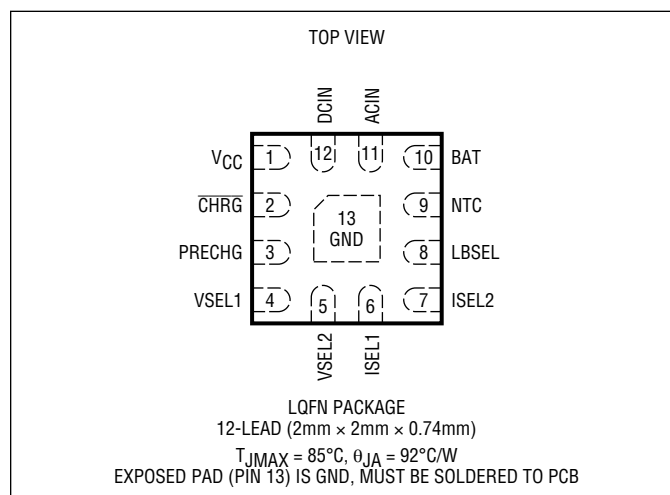 TOP VIEW
DCIN
ACIN
VCC 1 12 11 10 BAT
CHRG 2 9 NTC
13
GND
PRECHG 3 8 LBSEL
VSEL1 4 5 6 7 ISEL2
VSEL2
ISEL1
LQFN PACKAGE
12-LEAD (2mm × 2mm × 0.74mm)
TJMAX = 85°C, θJA = 92°C/W
EXPOSED PAD (PIN 13) IS GND, MUST BE SOLDERED TO PCB